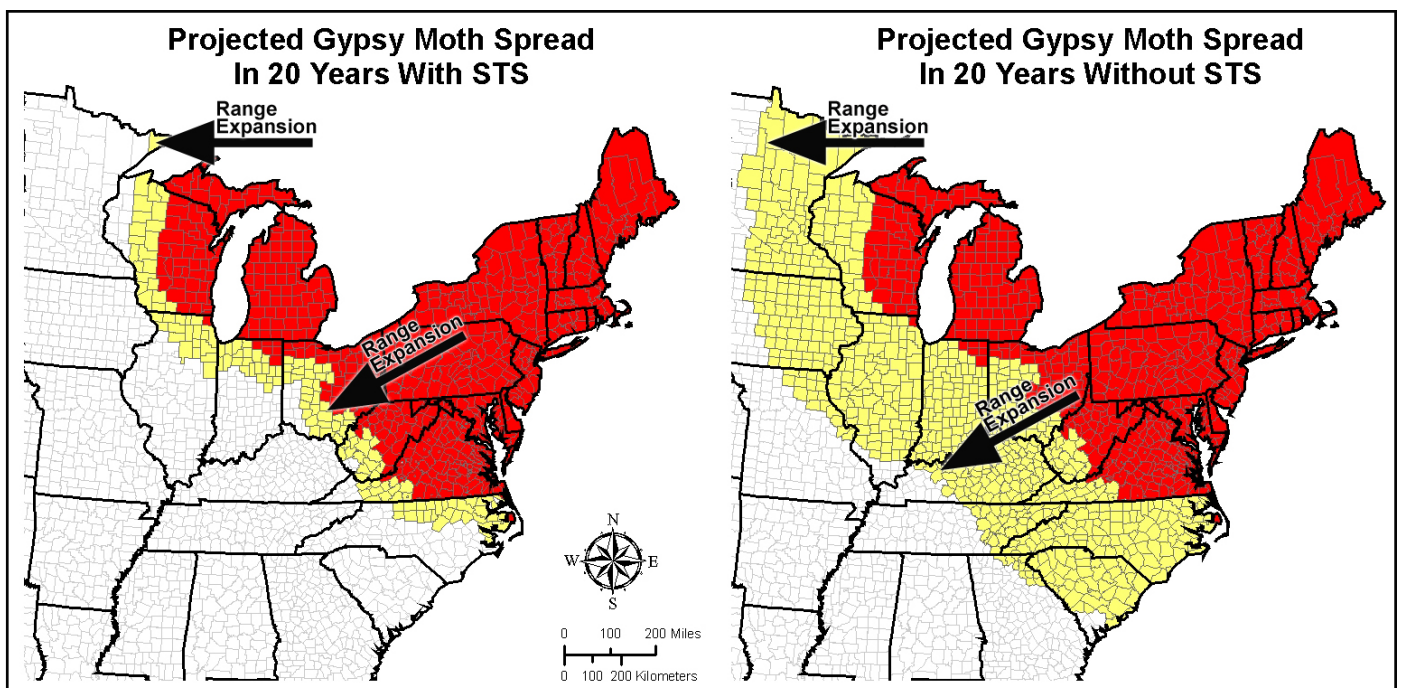 Projected Gypsy Moth Spread
In 20 Years With STS
Range
Expansion
Range
Expansion
N
W E
S
0 100 200 Miles
0 100 200 Kilometers
Projected Gypsy Moth Spread
In 20 Years Without STS
Range
Expansion
Range
Expansion